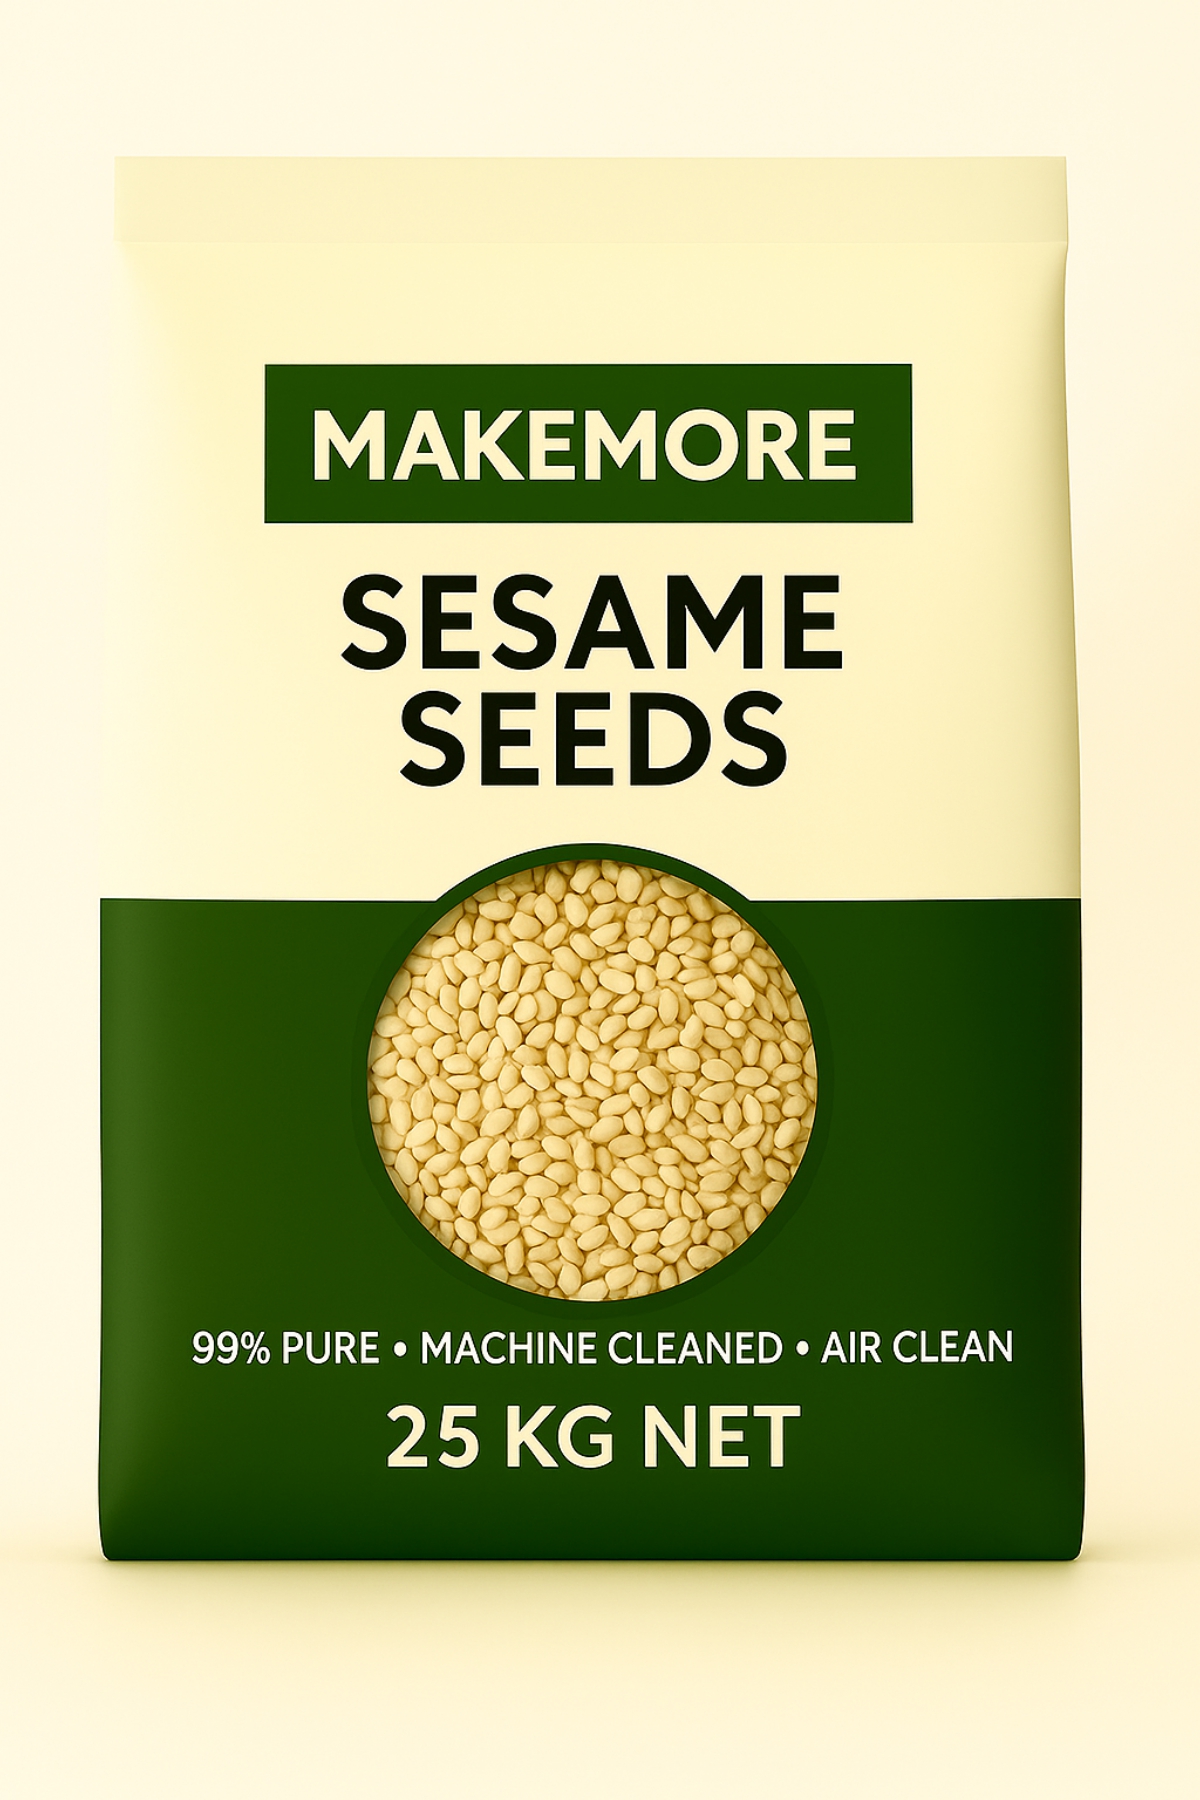 MAKEMORE
SESAME
SEEDS
99% PURE • MACHINE CLEANED • AIR CLEAN
25 KG NET